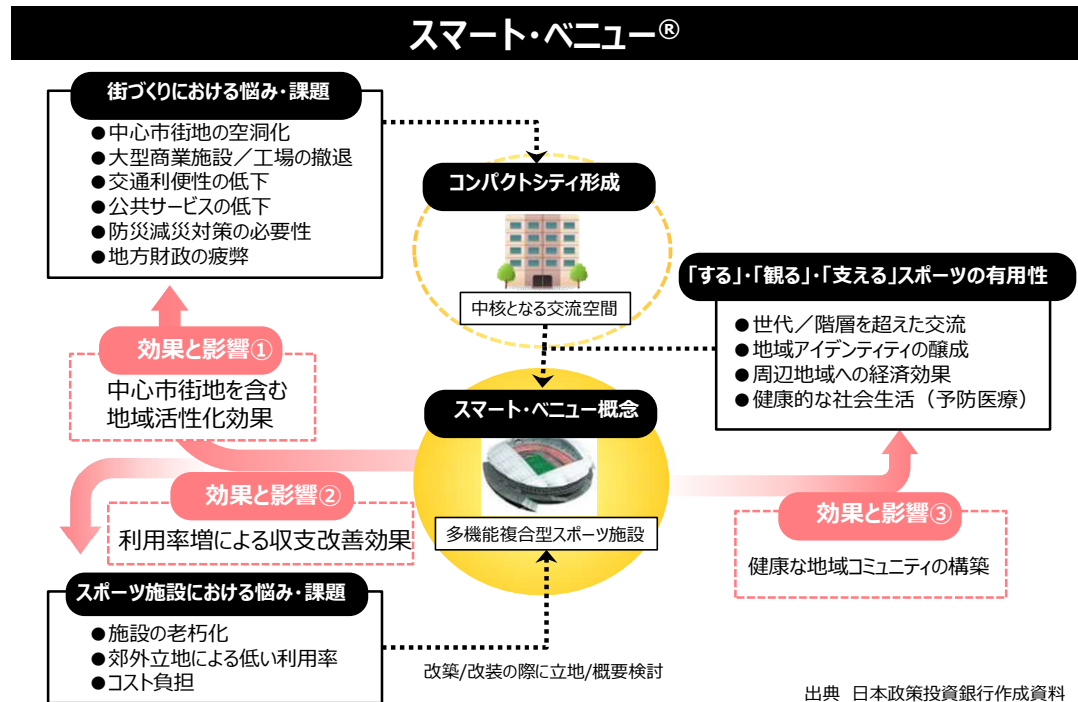 スマート・ベニュー®
街づくりにおける悩み・課題
●中心市街地の空洞化
●大型商業施設／工場の撤退
●交通利便性の低下
●公共サービスの低下
●防災減災対策の必要性
●地方財政の疲弊
コンパクトシティ形成
中核となる交流空間
「する」・「観る」・「支える」スポーツの有用性
●世代／階層を超えた交流
●地域アイデンティティの醸成
●周辺地域への経済効果
●健康的な社会生活（予防医療）
効果と影響①
中心市街地を含む
地域活性化効果
スマート・ベニュー概念
多機能複合型スポーツ施設
効果と影響②
利用率増による収支改善効果
効果と影響③
健康な地域コミュニティの構築
スポーツ施設における悩み・課題
●施設の老朽化
●郊外立地による低い利用率
●コスト負担
改築/改装の際に立地/概要検討
出典 日本政策投資銀行作成資料